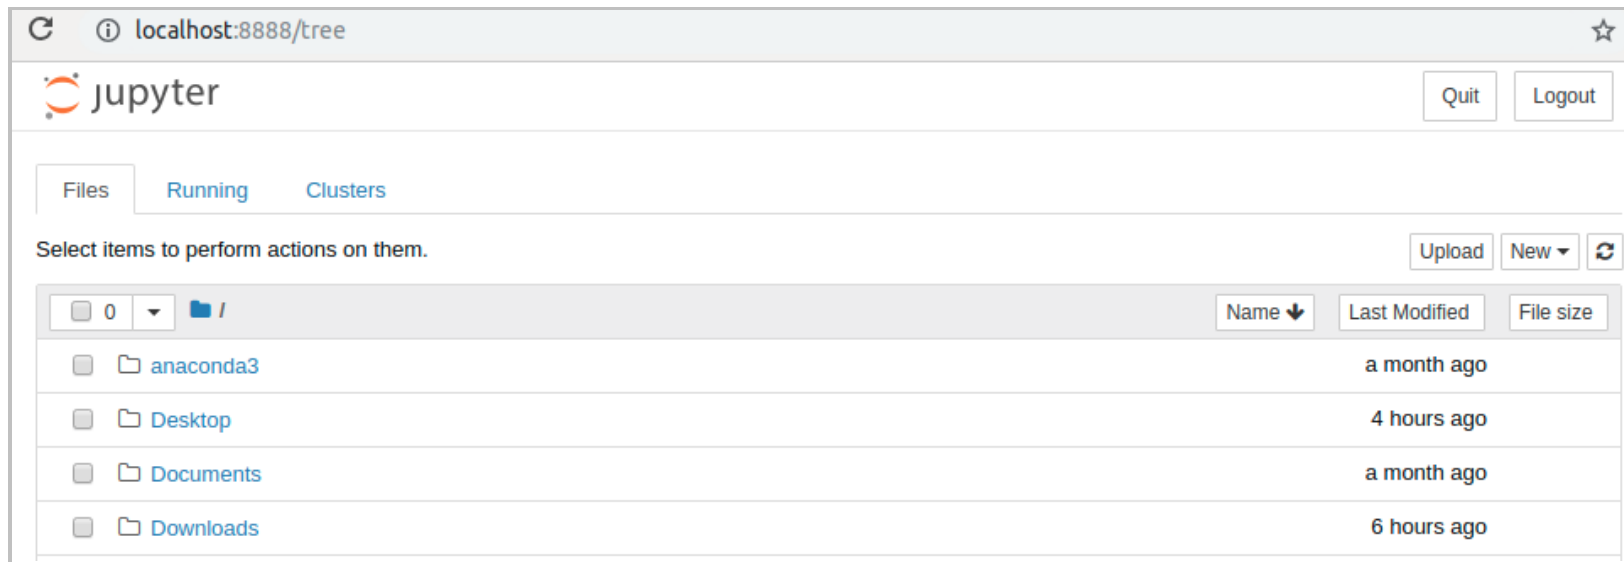 localhost:8888/tree
jupyter
Quit Logout
Files Running Clusters
Select items to perform actions on them.
Upload New
0 / Name Last Modified File size
anaconda3 a month ago
Desktop 4 hours ago
Documents a month ago
Downloads 6 hours ago